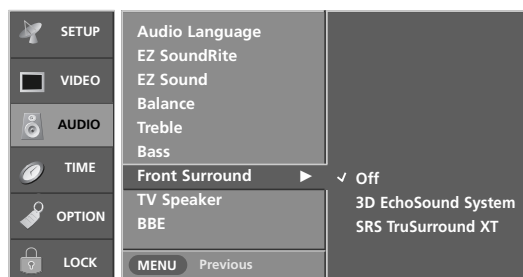 SETUP
VIDEO
AUDIO
TIME
OPTION
LOCK
Audio Language
EZ SoundRite
EZ Sound
Balance
Treble
Bass
Front Surround ►
TV Speaker
BBE
MENU Previous
✓ Off
3D EchoSound System
SRS TruSurround XT